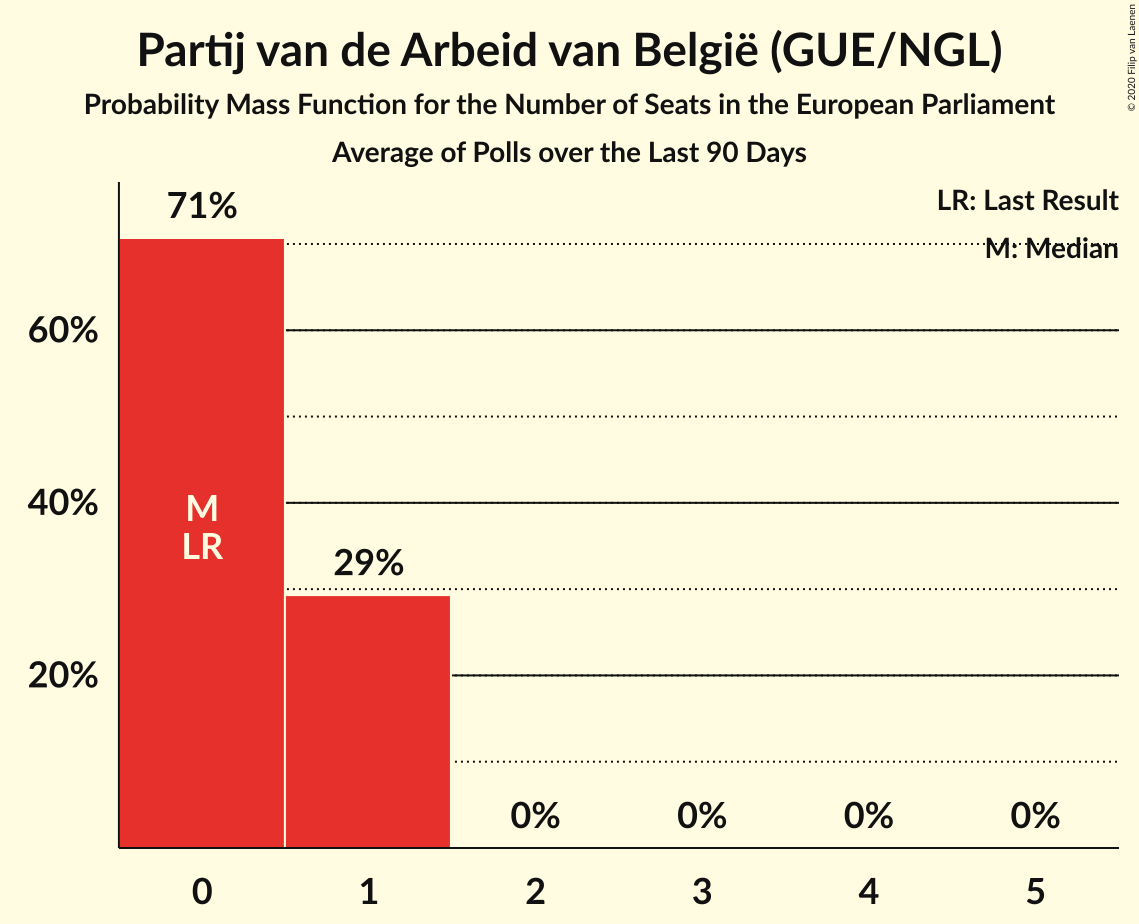 Partij van de Arbeid van België (GUE/NGL)
Probability Mass Function for the Number of Seats in the European Parliament
Average of Polls over the Last 90 Days
© 2020 Filip van Laenen
LR: Last Result
M: Median
71%
60%
40%
20%
M
LR
29%
0%
0%
0%
0%
0
1
2
3
4
5